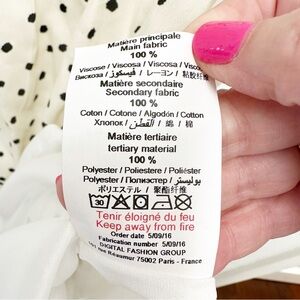 Matière principale
Main fabric
100 %
Viscose / Viscosa / Viscosa / Viscose
Вискоза / فيسكوز / レーヨン / 粘胶纤维
Matière secondaire
Secondary fabric
100 %
Coton / Cotone / Algodón / Cotton
Хлопок / القطن / 綿 / 棉
Matière tertiaire
tertiary material
100 %
Polyester / Poliestere / Poliéster
Polyester / Полиэстер / بوليستر
ポリエステル / 聚酯纤维
30
Tenir éloigné du feu
Keep away from fire
Order date 5/09/16
Fabrication number 5/09/16
DIGITAL FASHION GROUP
rue Réaumur 75002 Paris - France